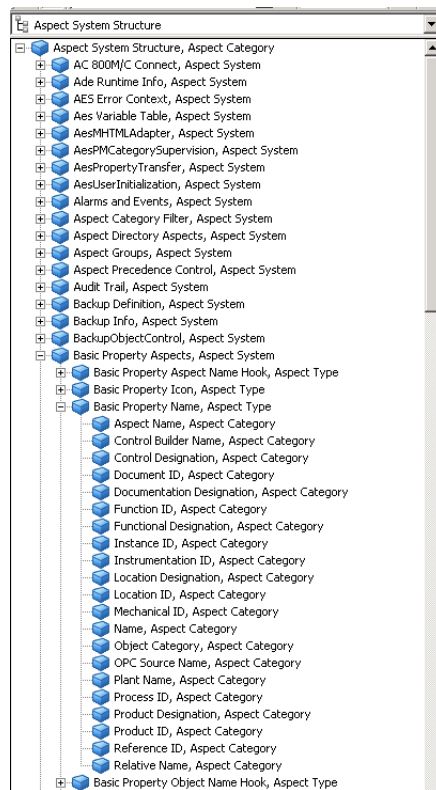 Aspect System Structure
Aspect System Structure, Aspect Category
AC 800M/C Connect, Aspect System
Ade Runtime Info, Aspect System
AES Error Context, Aspect System
Aes Variable Table, Aspect System
AesMHTMLAdapter, Aspect System
AesPMCategorySupervision, Aspect System
AesPropertyTransfer, Aspect System
AesUserInitialization, Aspect System
Alarms and Events, Aspect System
Aspect Category Filter, Aspect System
Aspect Directory Aspects, Aspect System
Aspect Groups, Aspect System
Aspect Precedence Control, Aspect System
Audit Trail, Aspect System
Backup Definition, Aspect System
Backup Info, Aspect System
BackupObjectControl, Aspect System
Basic Property Aspects, Aspect System
Basic Property Aspect Name Hook, Aspect Type
Basic Property Icon, Aspect Type
Basic Property Name, Aspect Type
Aspect Name, Aspect Category
Control Builder Name, Aspect Category
Control Designation, Aspect Category
Document ID, Aspect Category
Documentation Designation, Aspect Category
Function ID, Aspect Category
Functional Designation, Aspect Category
Instance ID, Aspect Category
Instrumentation ID, Aspect Category
Location Designation, Aspect Category
Location ID, Aspect Category
Mechanical ID, Aspect Category
Name, Aspect Category
Object Category, Aspect Category
OPC Source Name, Aspect Category
Plant Name, Aspect Category
Process ID, Aspect Category
Product Designation, Aspect Category
Product ID, Aspect Category
Reference ID, Aspect Category
Relative Name, Aspect Category
Basic Property Object Name Hook, Aspect Type